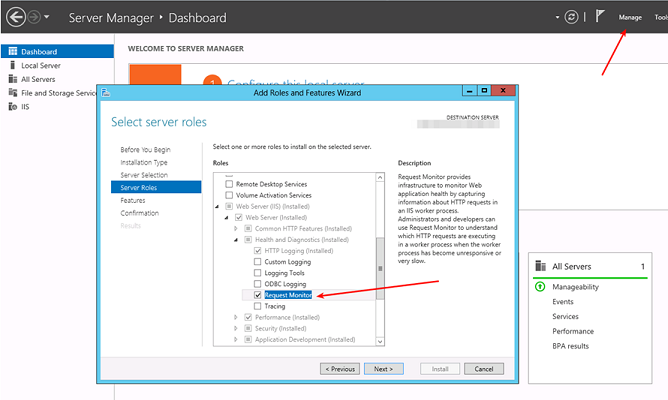 Server Manager ▸ Dashboard
Manage
Tools
Dashboard
Local Server
All Servers
File and Storage Service
IIS
WELCOME TO SERVER MANAGER
1 Configure this local server
Add Roles and Features Wizard
Select server roles
DESTINATION SERVER
Before You Begin
Installation Type
Server Selection
Server Roles
Features
Confirmation
Results
Select one or more roles to install on the selected server.
Roles
Remote Desktop Services
Volume Activation Services
Web Server (IIS) (Installed)
Web Server (Installed)
Common HTTP Features (Installed)
Health and Diagnostics (Installed)
HTTP Logging (Installed)
Custom Logging
Logging Tools
ODBC Logging
Request Monitor
Tracing
Performance (Installed)
Security (Installed)
Application Development (Installed)
Description
Request Monitor provides
infrastructure to monitor Web
application health by capturing
information about HTTP requests in
an IIS worker process.
Administrators and developers can
use Request Monitor to understand
which HTTP requests are executing
in a worker process when the worker
process has become unresponsive or
very slow.
< Previous
Next >
Install
Cancel
All Servers 1
Manageability
Events
Services
Performance
BPA results